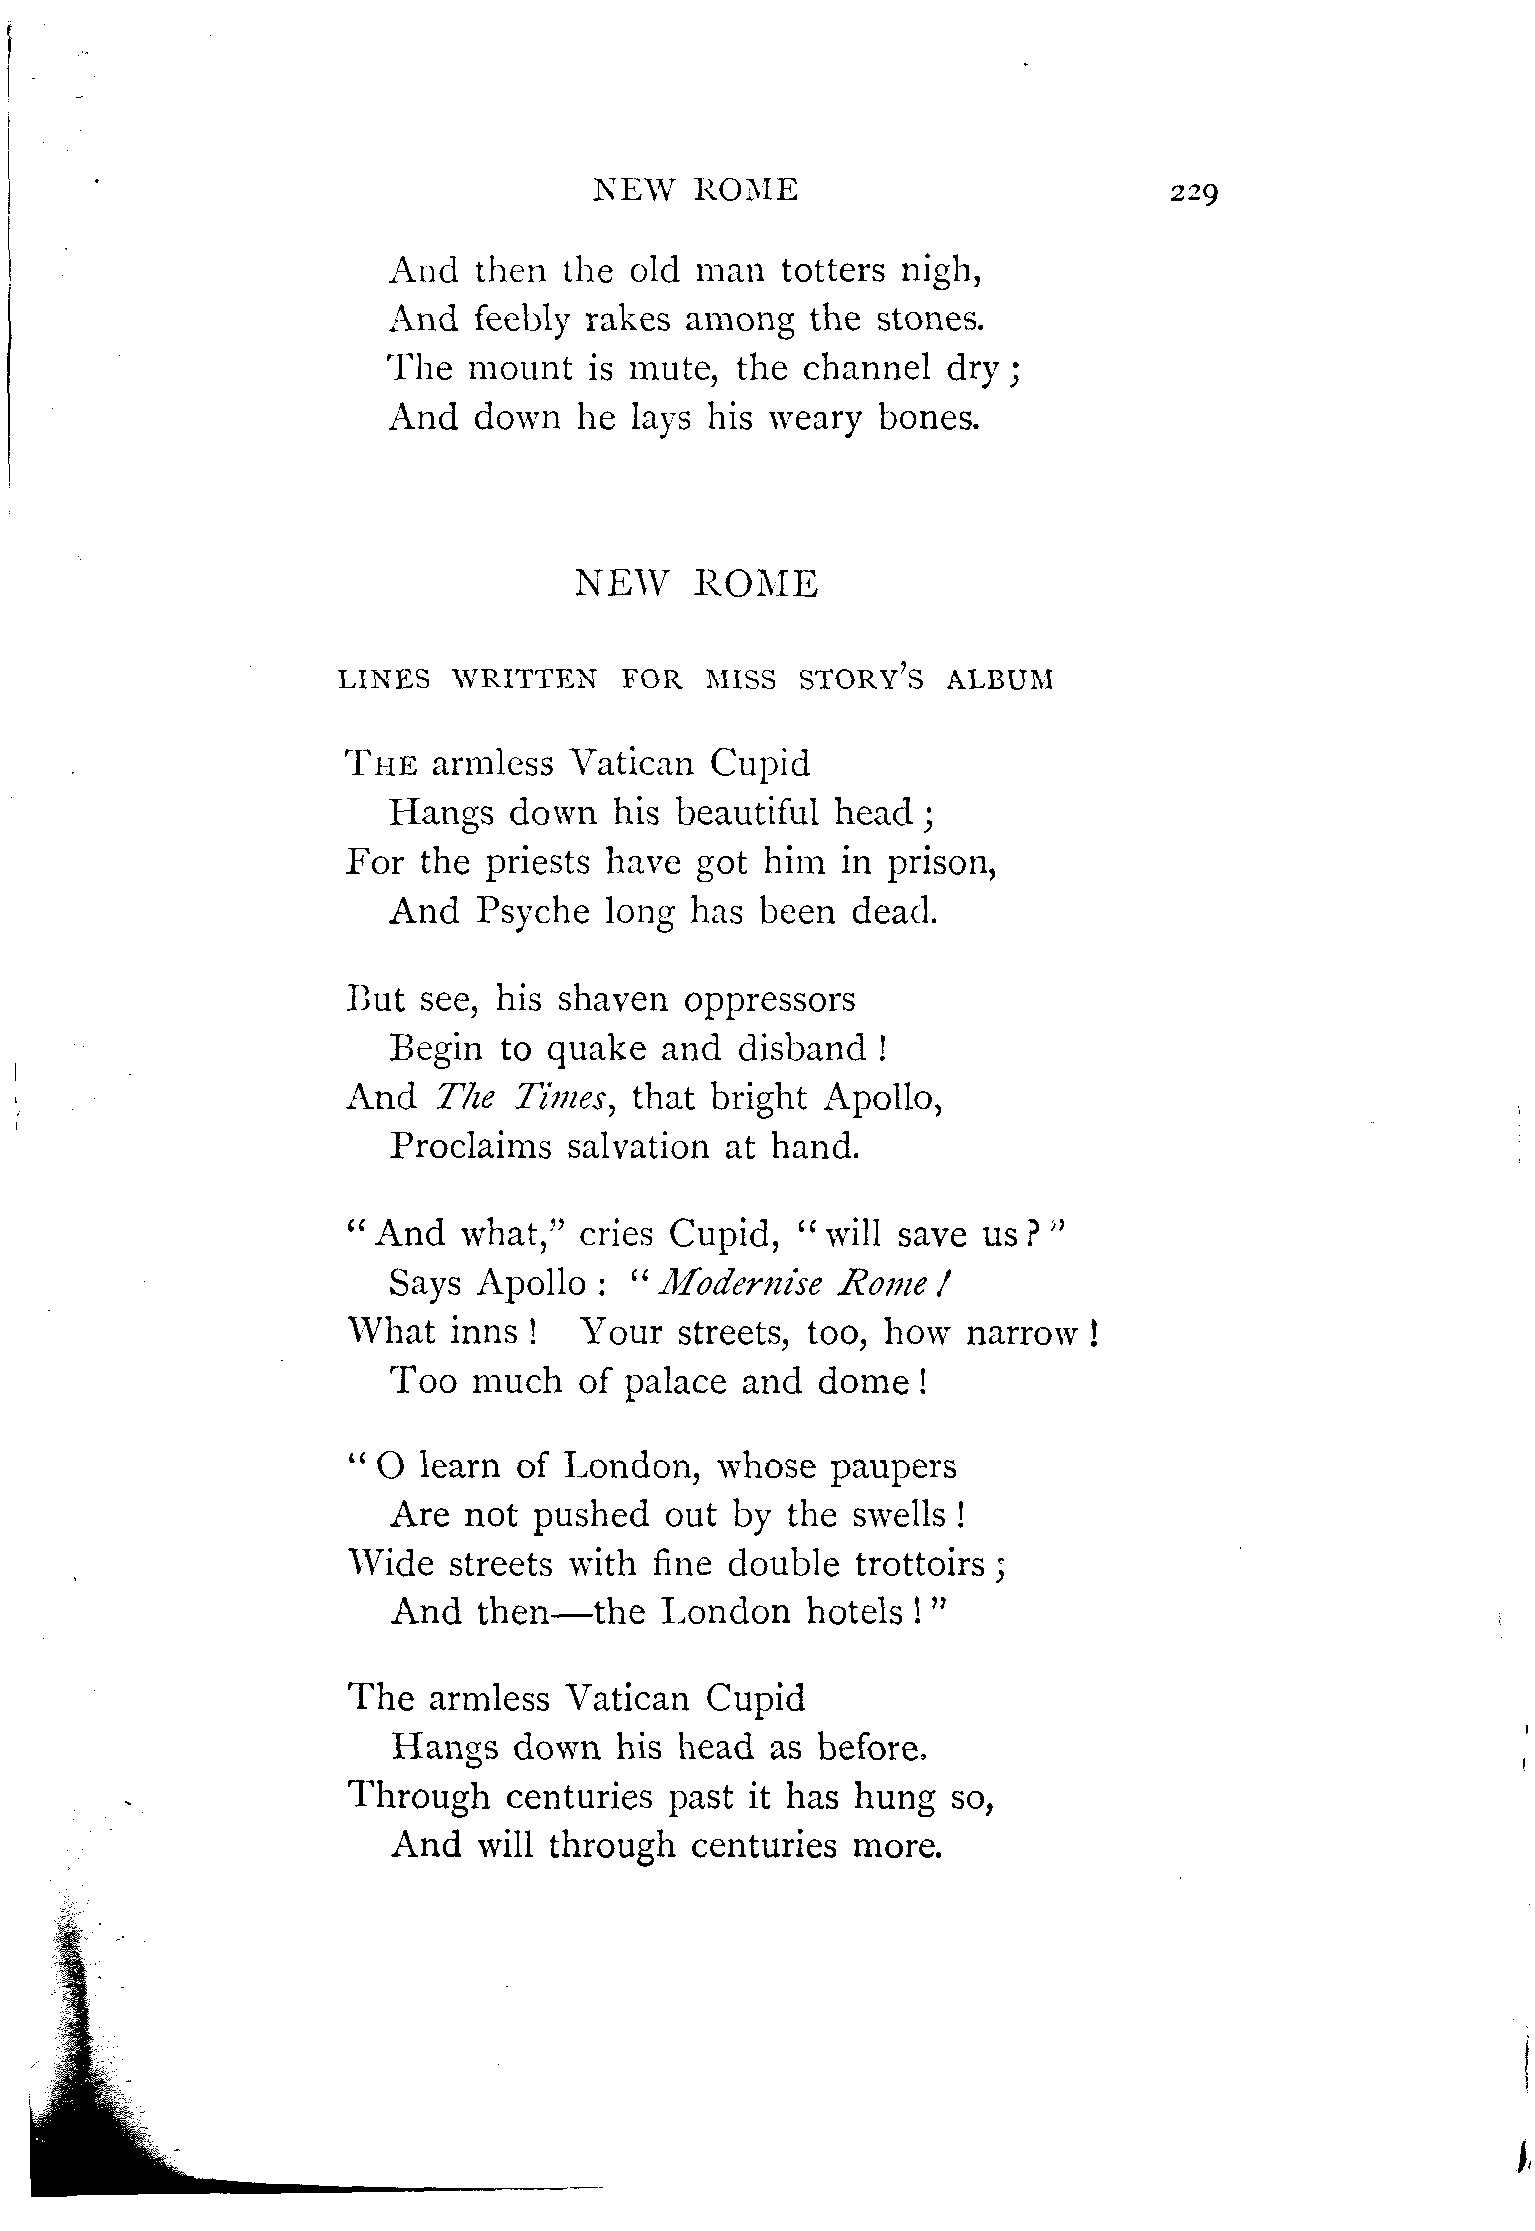 NEW ROME 229
And then the old man totters nigh,
And feebly rakes among the stones.
The mount is mute, the channel dry;
And down he lays his weary bones.
NEW ROME
LINES WRITTEN FOR MISS STORY'S ALBUM
THE armless Vatican Cupid
Hangs down his beautiful head;
For the priests have got him in prison,
And Psyche long has been dead.
But see, his shaven oppressors
Begin to quake and disband!
And The Times, that bright Apollo,
Proclaims salvation at hand.
"And what," cries Cupid, "will save us?"
Says Apollo: "Modernise Rome!
What inns! Your streets, too, how narrow!
Too much of palace and dome!
"O learn of London, whose paupers
Are not pushed out by the swells!
Wide streets with fine double trottoirs;
And then—the London hotels!"
The armless Vatican Cupid
Hangs down his head as before.
Through centuries past it has hung so,
And will through centuries more.